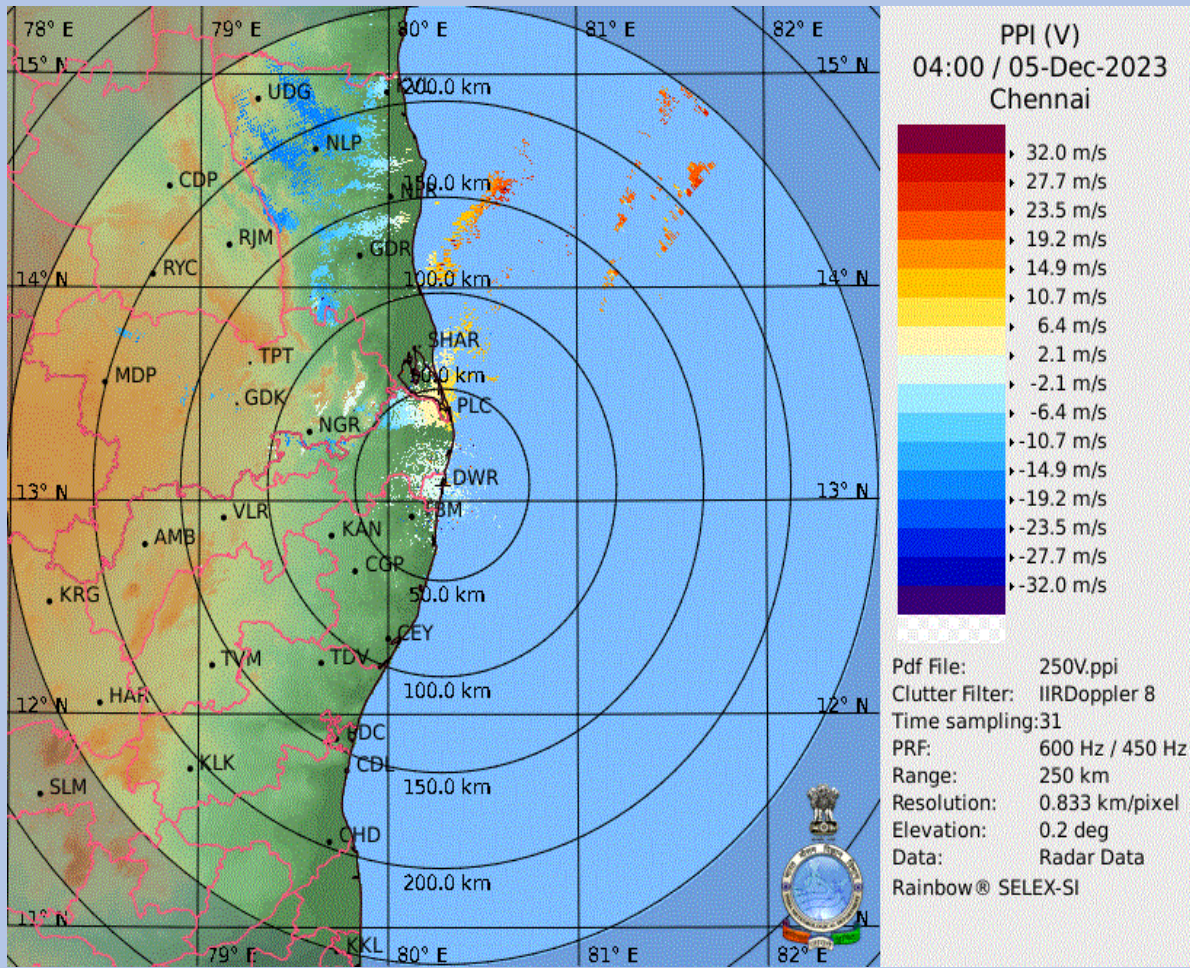 78° E 79° E 80° E 81° E 82° E
15° N 15° N
UDG
200.0 km
NLP
CDP
150.0 km
RJM
GDR
RYC
14° N 100.0 km 14° N
SHAR
TPT
MDP
50.0 km
GDK
PLC
NGR
DWR
13° N 13° N
VLR
KAN
AMB
CGP
KRG
50.0 km
CEY
TVM
TDV
100.0 km
HAR
12° N 12° N
CDL
KLK
SLM
150.0 km
CHD
200.0 km
11° N
KKL
79° E 80° E 81° E 82° E
PPI (V)
04:00 / 05-Dec-2023
Chennai
32.0 m/s
27.7 m/s
23.5 m/s
19.2 m/s
14.9 m/s
10.7 m/s
6.4 m/s
2.1 m/s
-2.1 m/s
-6.4 m/s
-10.7 m/s
-14.9 m/s
-19.2 m/s
-23.5 m/s
-27.7 m/s
-32.0 m/s
Pdf File: 250V.ppi
Clutter Filter: IIRDoppler 8
Time sampling:31
PRF: 600 Hz / 450 Hz
Range: 250 km
Resolution: 0.833 km/pixel
Elevation: 0.2 deg
Data: Radar Data
Rainbow® SELEX-SI